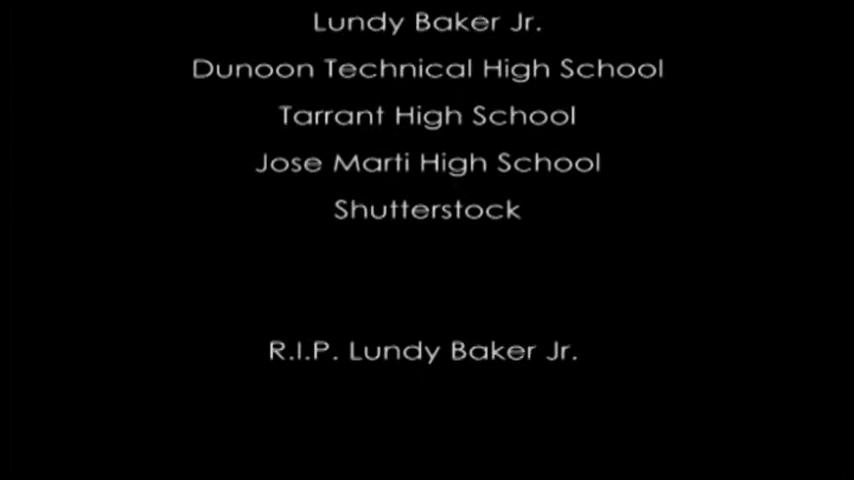 Lundy Baker Jr.
Dunoon Technical High School
Tarrant High School
Jose Marti High School
Shutterstock
R.I.P. Lundy Baker Jr.